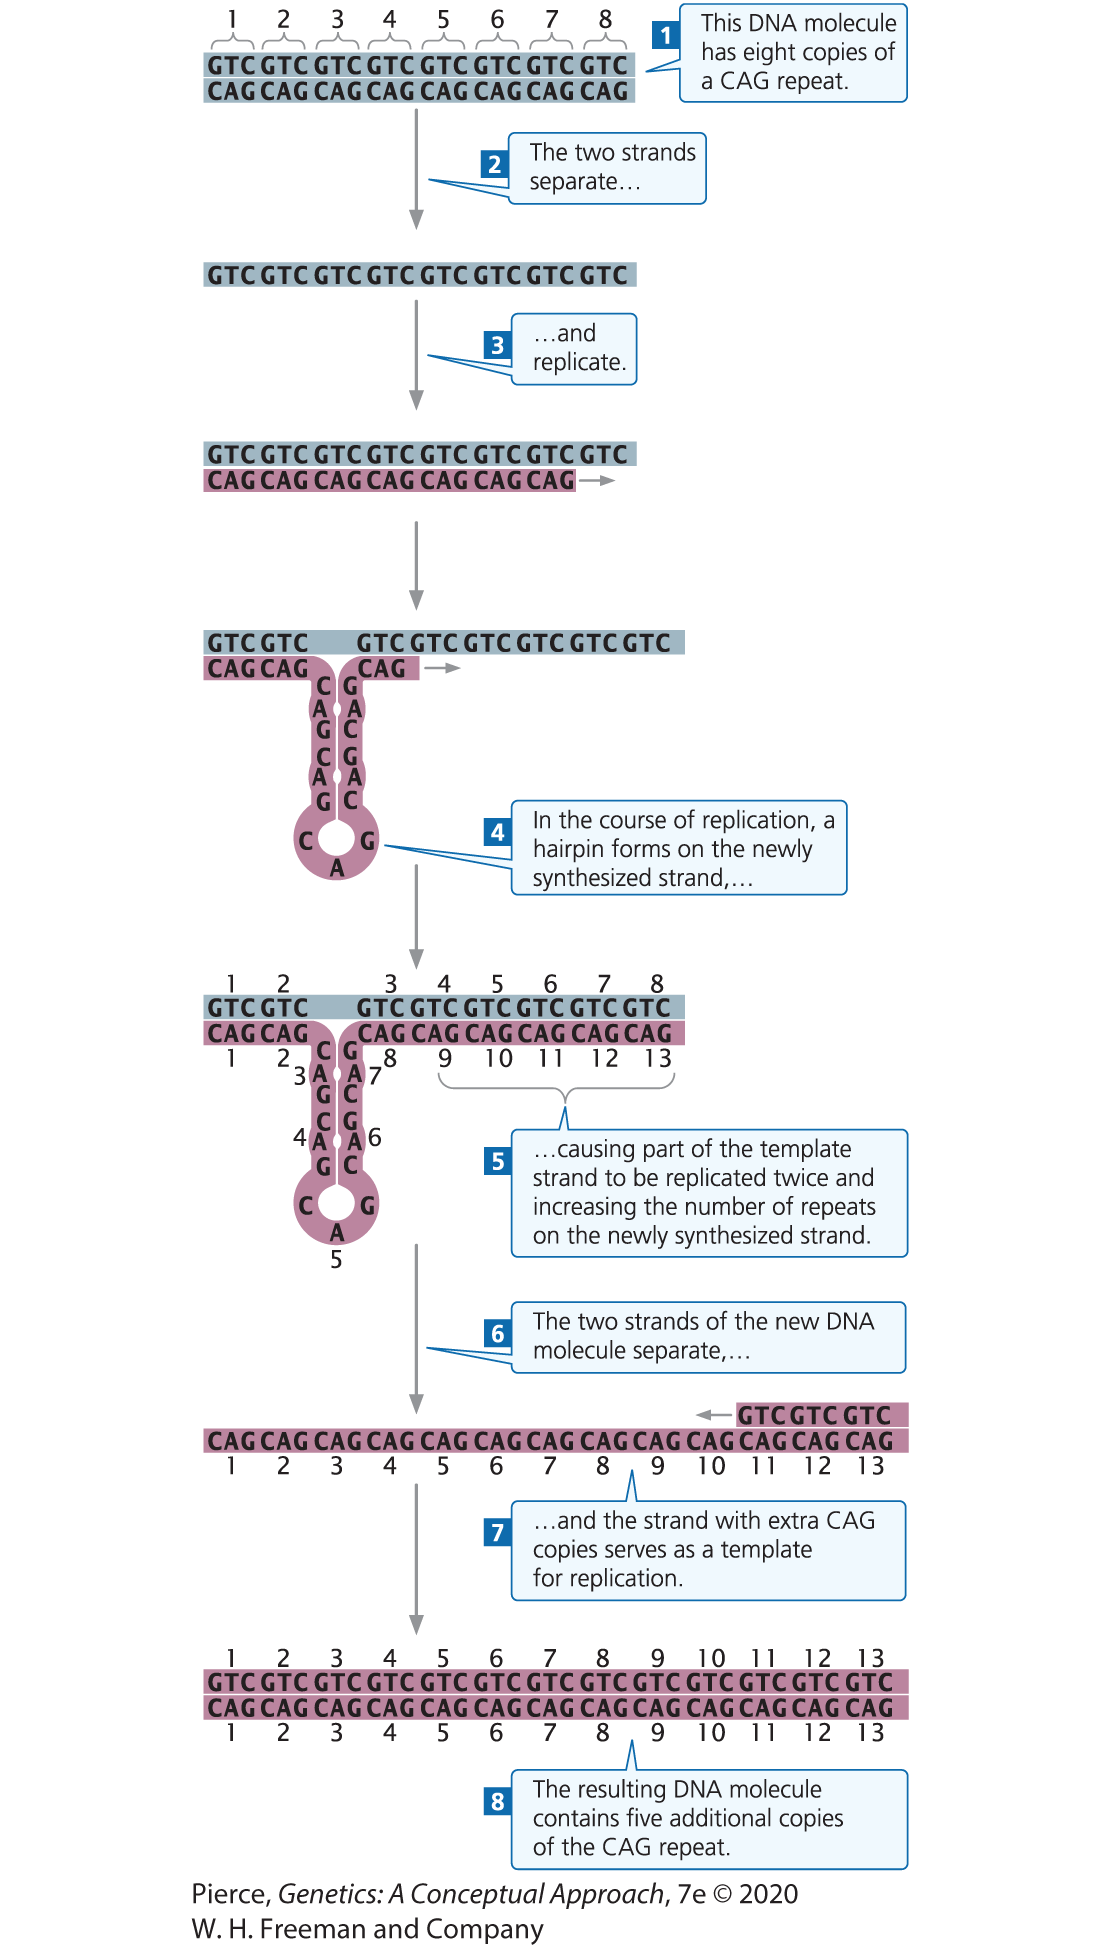 1 2 3 4 5 6 7 8
GTC GTC GTC GTC GTC GTC GTC GTC
CAG CAG CAG CAG CAG CAG CAG CAG
1 This DNA molecule
has eight copies of
a CAG repeat.
2 The two strands
separate…
GTC GTC GTC GTC GTC GTC GTC GTC
3 …and
replicate.
GTC GTC GTC GTC GTC GTC GTC GTC
CAG CAG CAG CAG CAG CAG CAG
GTC GTC GTC GTC GTC GTC GTC GTC
CAG CAG CAG
C G
A A
G C
C G
A A
G C
C G
A
4 In the course of replication, a
hairpin forms on the newly
synthesized strand,…
1 2 3 4 5 6 7 8
GTC GTC GTC GTC GTC GTC GTC GTC
CAG CAG CAG CAG CAG CAG CAG CAG
1 2 8 9 10 11 12 13
C G
3 A A 7
G C
C G
4 A A 6
G C
C G
A
5
5 …causing part of the template
strand to be replicated twice and
increasing the number of repeats
on the newly synthesized strand.
6 The two strands of the new DNA
molecule separate,…
GTC GTC GTC
CAG CAG CAG CAG CAG CAG CAG CAG CAG CAG CAG CAG CAG
1 2 3 4 5 6 7 8 9 10 11 12 13
7 …and the strand with extra CAG
copies serves as a template
for replication.
1 2 3 4 5 6 7 8 9 10 11 12 13
GTC GTC GTC GTC GTC GTC GTC GTC GTC GTC GTC GTC GTC
CAG CAG CAG CAG CAG CAG CAG CAG CAG CAG CAG CAG CAG
1 2 3 4 5 6 7 8 9 10 11 12 13
8 The resulting DNA molecule
contains five additional copies
of the CAG repeat.
Pierce, Genetics: A Conceptual Approach, 7e © 2020
W. H. Freeman and Company